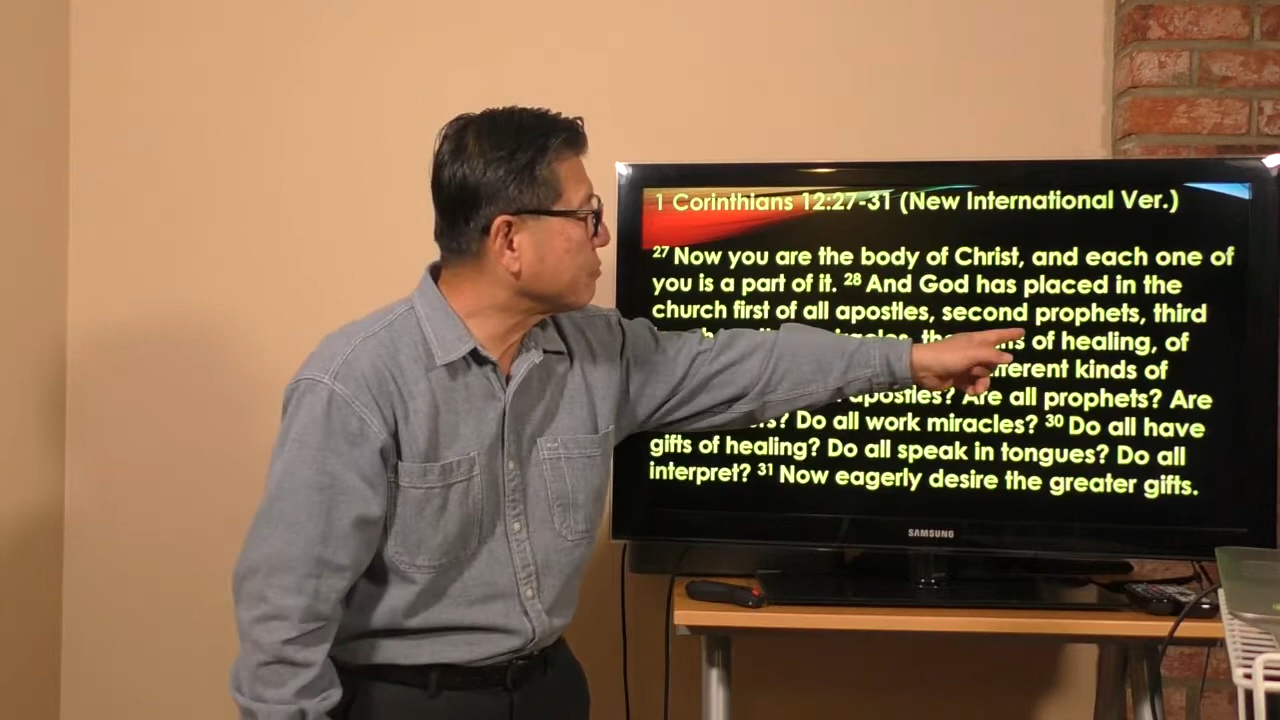 1 Corinthians 12:27-31 (New International Ver.)
27 Now you are the body of Christ, and each one of
you is a part of it. 28 And God has placed in the
church first of all apostles, second prophets, third
of healing, of
kinds of
apostles? Are all prophets? Are
Do all work miracles? 30 Do all have
gifts of healing? Do all speak in tongues? Do all
interpret? 31 Now eagerly desire the greater gifts.
SAMSUNG